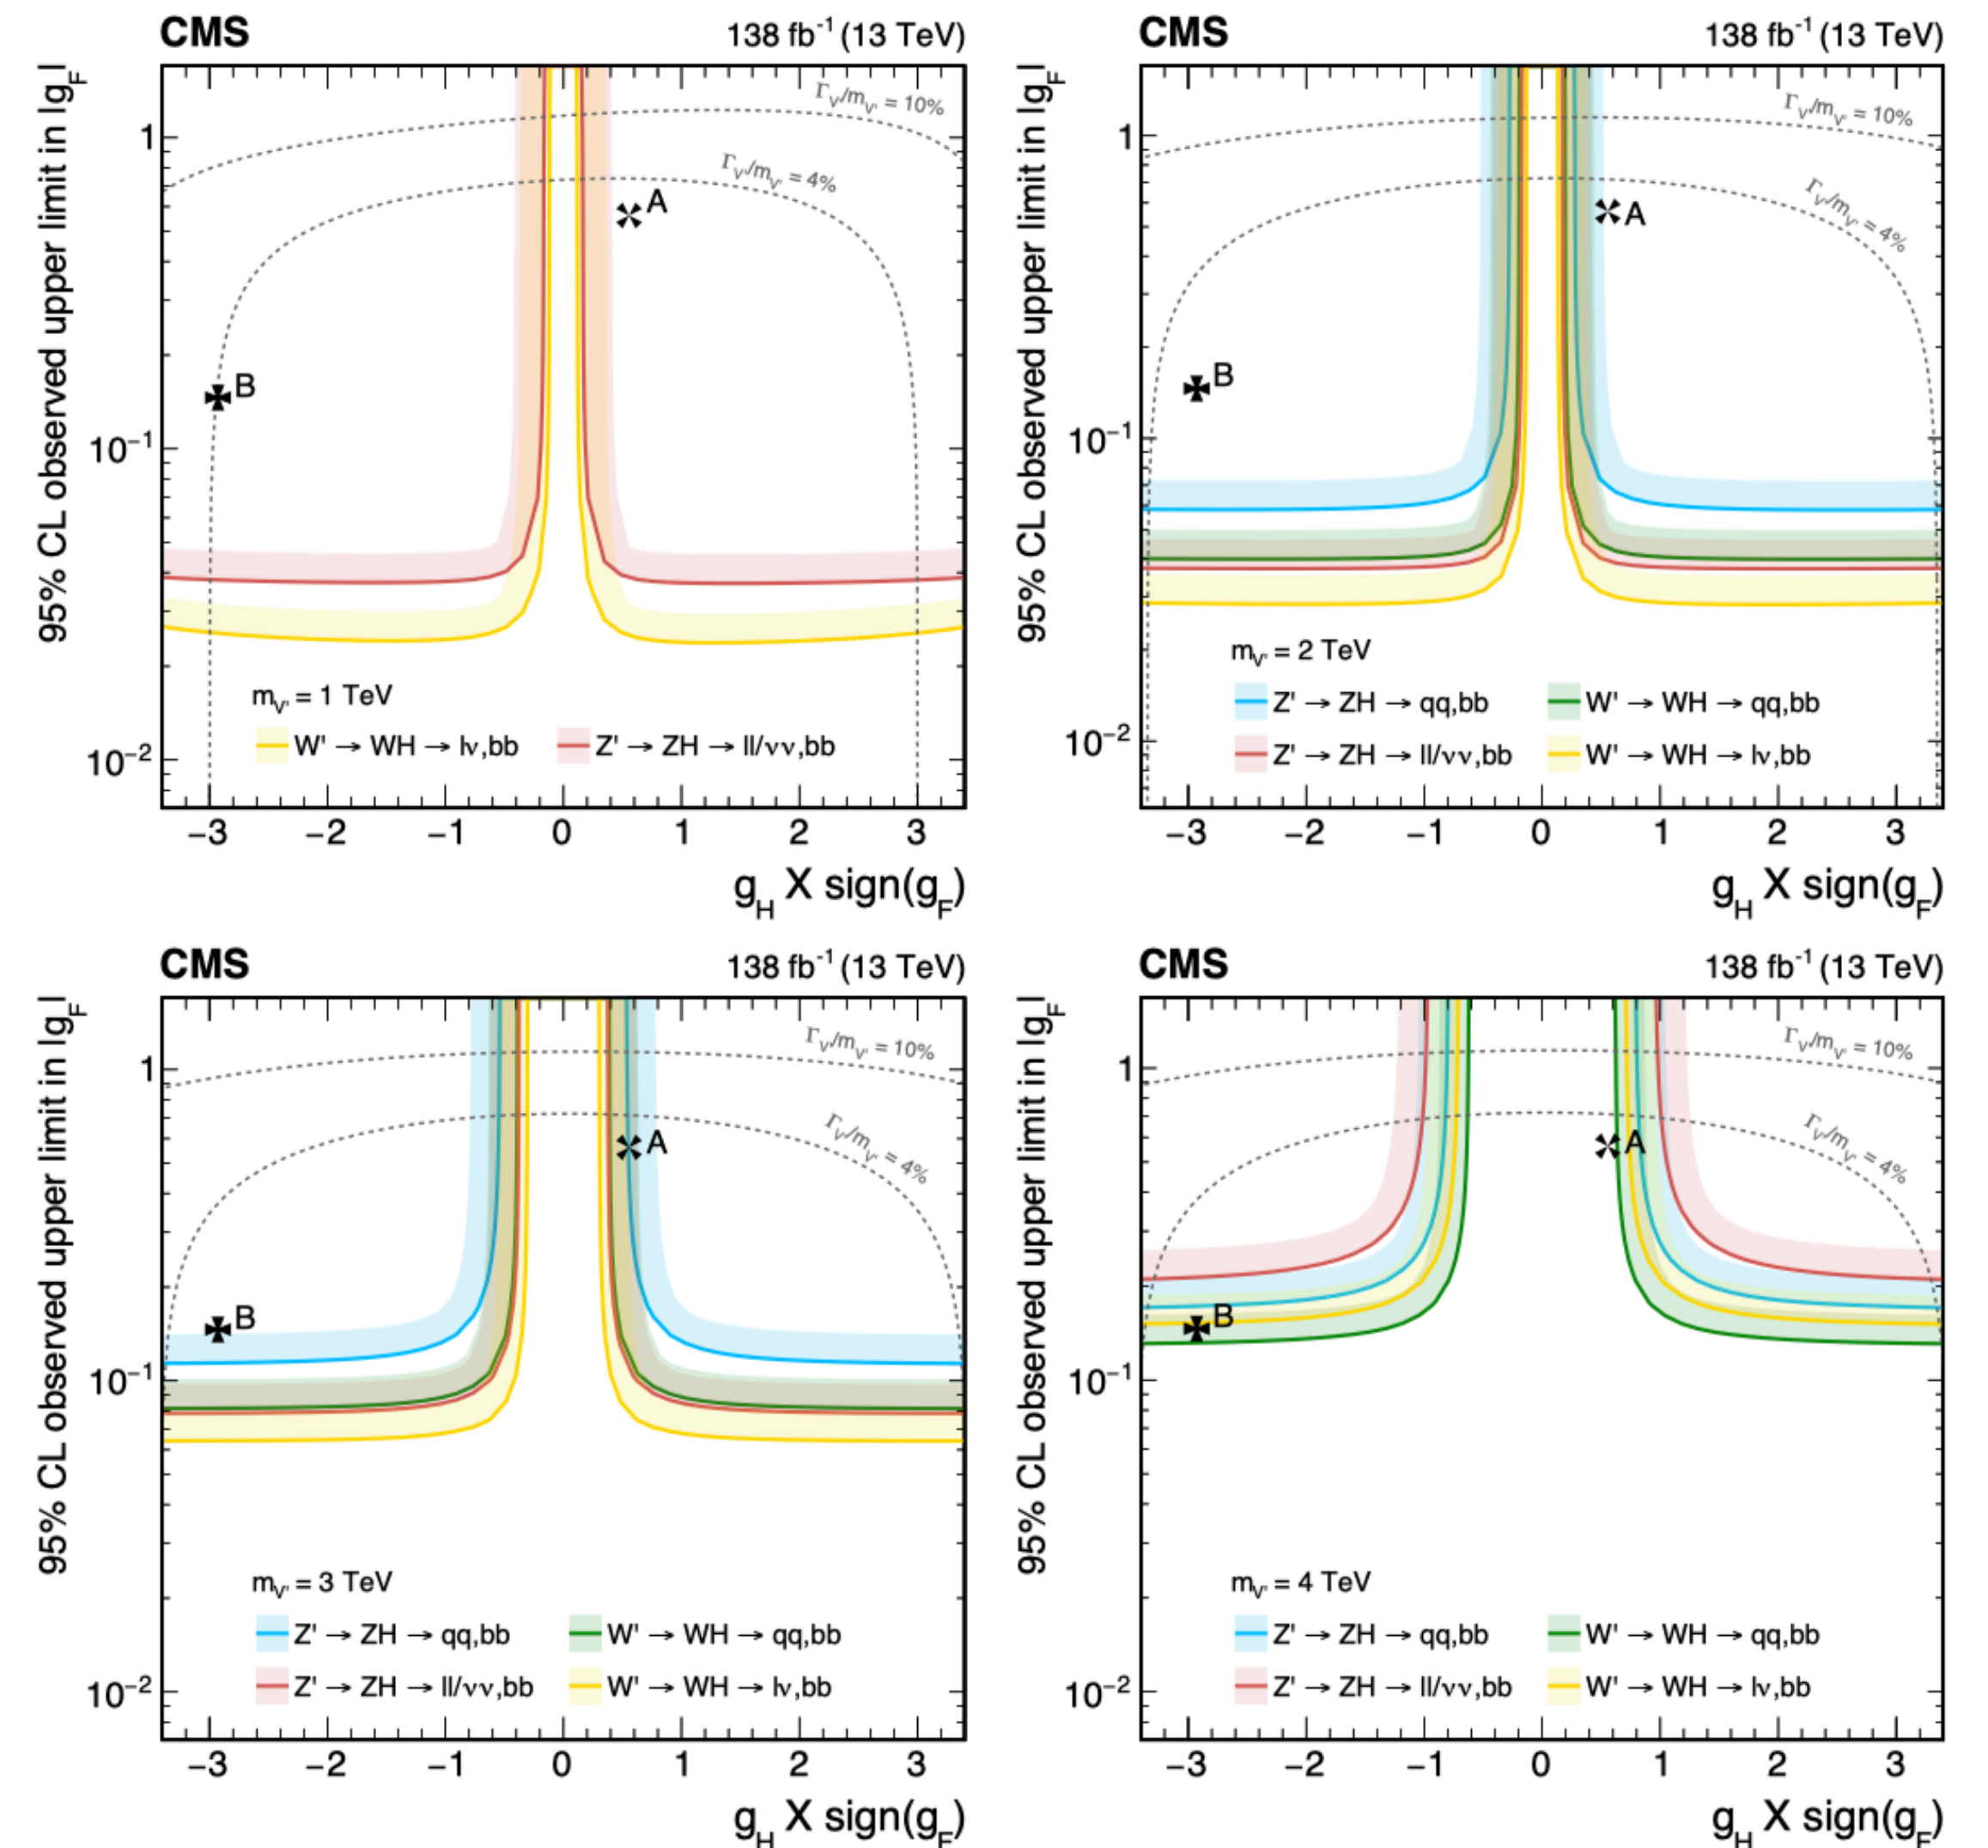 CMS 138 fb⁻¹ (13 TeV)
95% CL observed upper limit in |g_F|
Γ_V'/m_V' = 10%
Γ_V'/m_V' = 4%
1
A
B
10⁻¹
m_V' = 1 TeV
W' → WH → lν,bb Z' → ZH → ll/νν,bb
10⁻²
−3 −2 −1 0 1 2 3
g_H X sign(g_F)
CMS 138 fb⁻¹ (13 TeV)
95% CL observed upper limit in |g_F|
Γ_V'/m_V' = 10%
1
Γ_V'/m_V' = 4%
A
B
10⁻¹
m_V' = 2 TeV
Z' → ZH → qq,bb W' → WH → qq,bb
Z' → ZH → ll/νν,bb W' → WH → lν,bb
10⁻²
−3 −2 −1 0 1 2 3
g_H X sign(g_F)
CMS 138 fb⁻¹ (13 TeV)
95% CL observed upper limit in |g_F|
Γ_V'/m_V' = 10%
1
Γ_V'/m_V' = 4%
A
B
10⁻¹
m_V' = 3 TeV
Z' → ZH → qq,bb W' → WH → qq,bb
Z' → ZH → ll/νν,bb W' → WH → lν,bb
10⁻²
−3 −2 −1 0 1 2 3
g_H X sign(g_F)
CMS 138 fb⁻¹ (13 TeV)
95% CL observed upper limit in |g_F|
Γ_V'/m_V' = 10%
1
Γ_V'/m_V' = 4%
A
B
10⁻¹
m_V' = 4 TeV
Z' → ZH → qq,bb W' → WH → qq,bb
Z' → ZH → ll/νν,bb W' → WH → lν,bb
10⁻²
−3 −2 −1 0 1 2 3
g_H X sign(g_F)